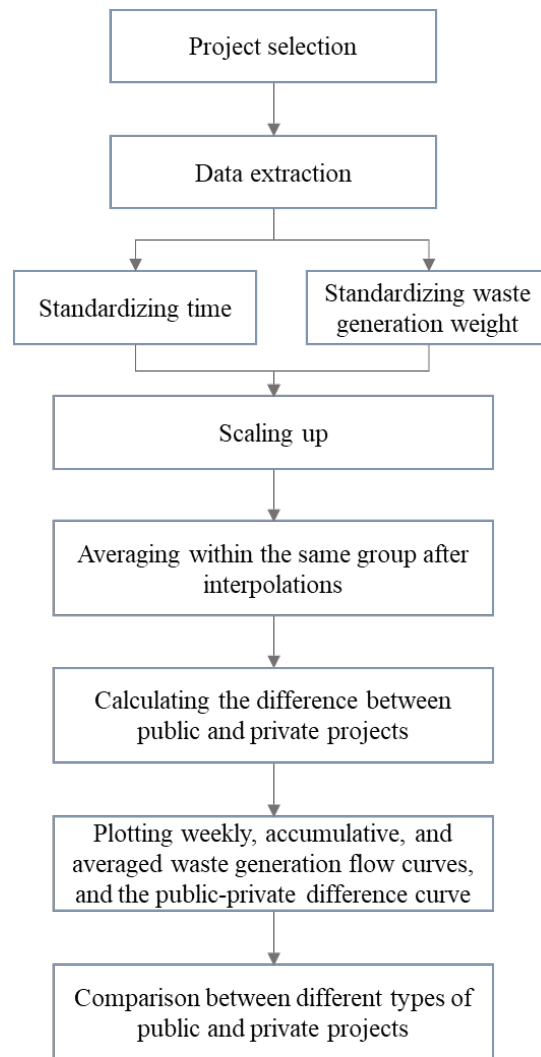 Project selection
Data extraction
Standardizing time
Standardizing waste
generation weight
Scaling up
Averaging within the same group after
interpolations
Calculating the difference between
public and private projects
Plotting weekly, accumulative, and
averaged waste generation flow curves,
and the public-private difference curve
Comparison between different types of
public and private projects